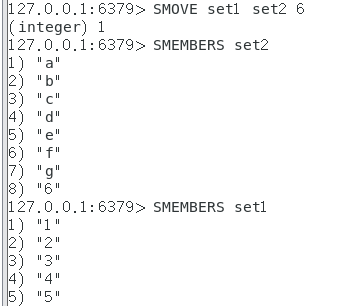 127.0.0.1:6379> SMOVE set1 set2 6
(integer) 1
127.0.0.1:6379> SMEMBERS set2
1) "a"
2) "b"
3) "c"
4) "d"
5) "e"
6) "f"
7) "g"
8) "6"
127.0.0.1:6379> SMEMBERS set1
1) "1"
2) "2"
3) "3"
4) "4"
5) "5"